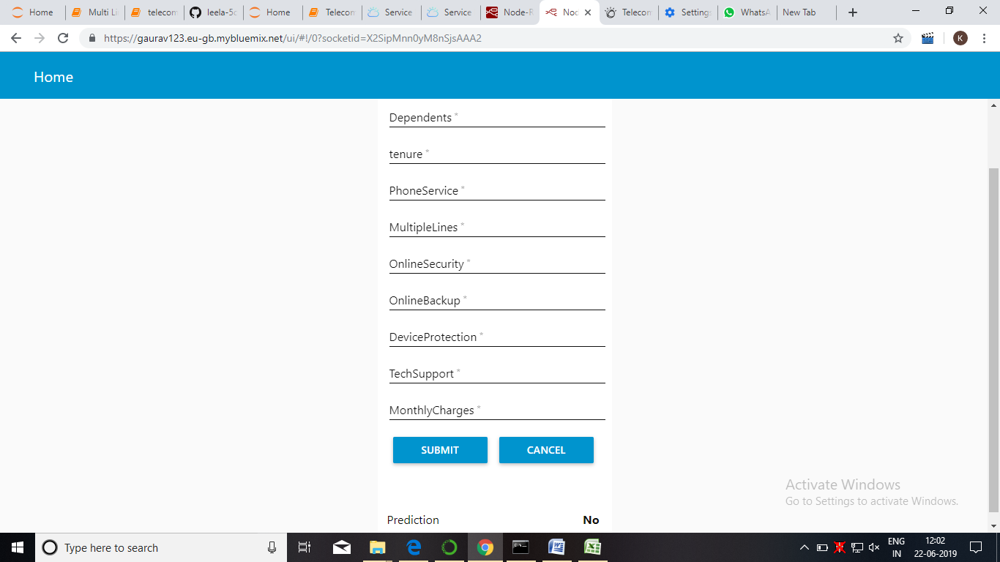 Home
Multi Li
telecom
leela-5c
Home
Telecom
Service
Service
Node-R
Noc
Telecom
Settings
WhatsA
New Tab
https://gaurav123.eu-gb.mybluemix.net/ui/#!/0?socketid=X2SipMnn0yM8nSjsAAA2
K
Home
Dependents *
tenure *
PhoneService *
MultipleLines *
OnlineSecurity *
OnlineBackup *
DeviceProtection *
TechSupport *
MonthlyCharges *
SUBMIT CANCEL
Activate Windows
Go to Settings to activate Windows.
Prediction No
Type here to search
ENG
IN
12:02
22-06-2019